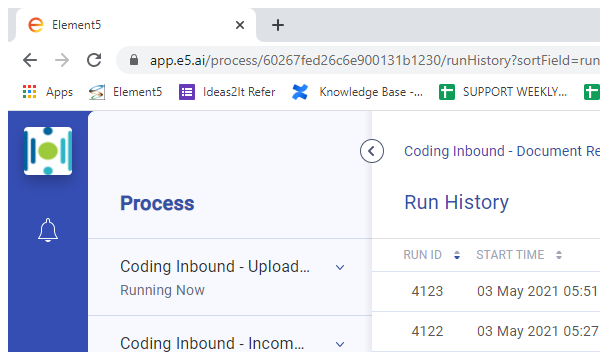 Element5
app.e5.ai/process/60267fed26c6e900131b1230/runHistory?sortField=run
Apps Element5 Ideas2It Refer Knowledge Base -... SUPPORT WEEKLY...
Coding Inbound - Document Re
Process
Run History
RUN ID START TIME
Coding Inbound - Upload...
Running Now
4123 03 May 2021 05:51
4122 03 May 2021 05:27
Coding Inbound - Incom...